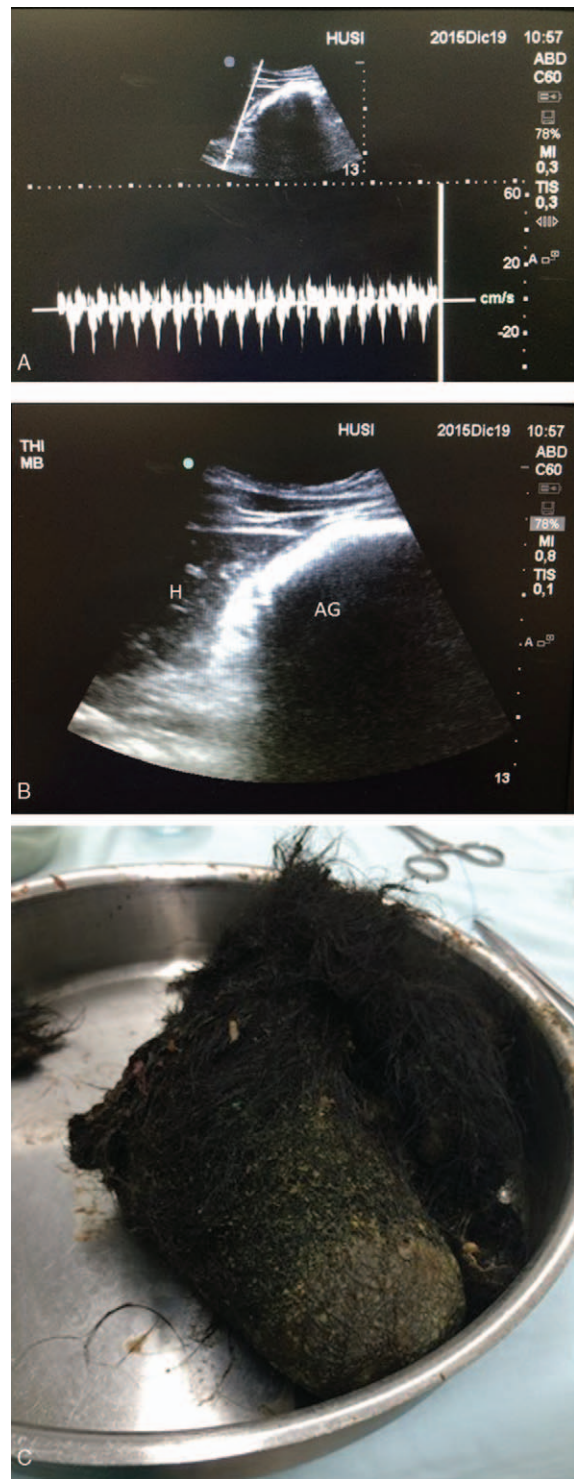 HUSI 2015Dic19 10:57
ABD
C60
78%
MI
0,3
TIS
0,3
13
60
20
A
cm/s
-20
A
THI
MB
HUSI 2015Dic19 10:57
ABD
C60
78%
MI
0,8
TIS
0,1
H
AG
A
13
B
C